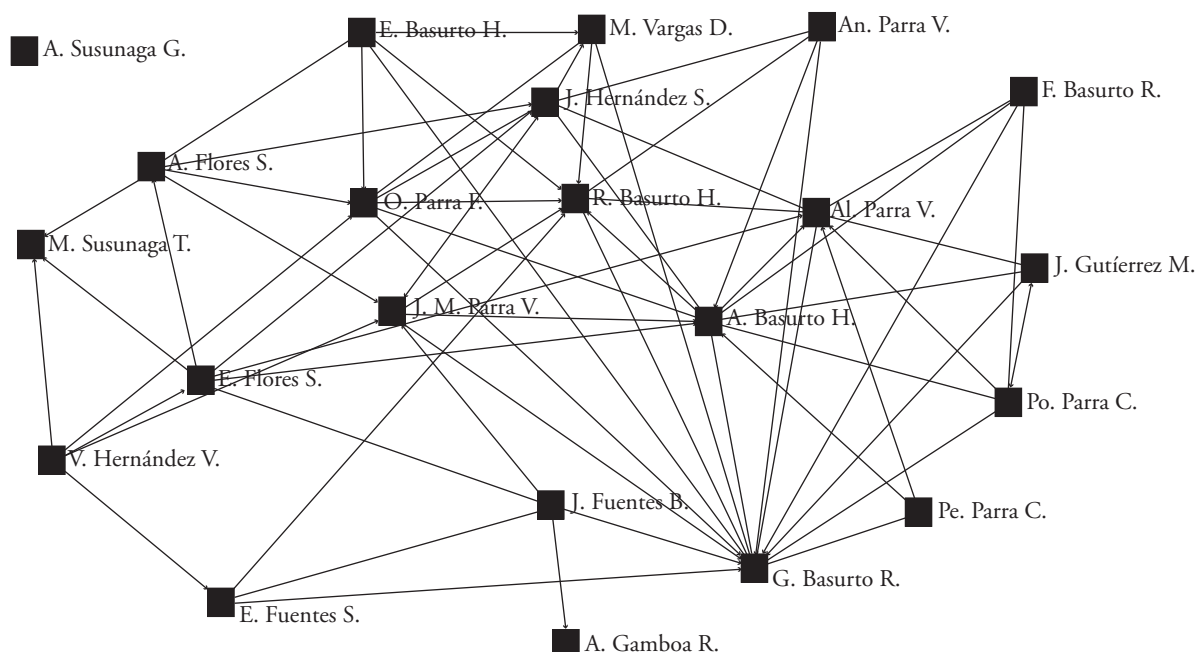 E. Basurto H.
M. Vargas D.
An. Parra V.
A. Susunaga G.
J. Hernández S.
F. Basurto R.
A. Flores S.
O. Parra F.
R. Basurto H.
Al. Parra V.
M. Susunaga T.
J. Gutíerrez M.
J. M. Parra V.
A. Basurto H.
E. Flores S.
Po. Parra C.
V. Hernández V.
J. Fuentes B.
Pe. Parra C.
G. Basurto R.
E. Fuentes S.
A. Gamboa R.